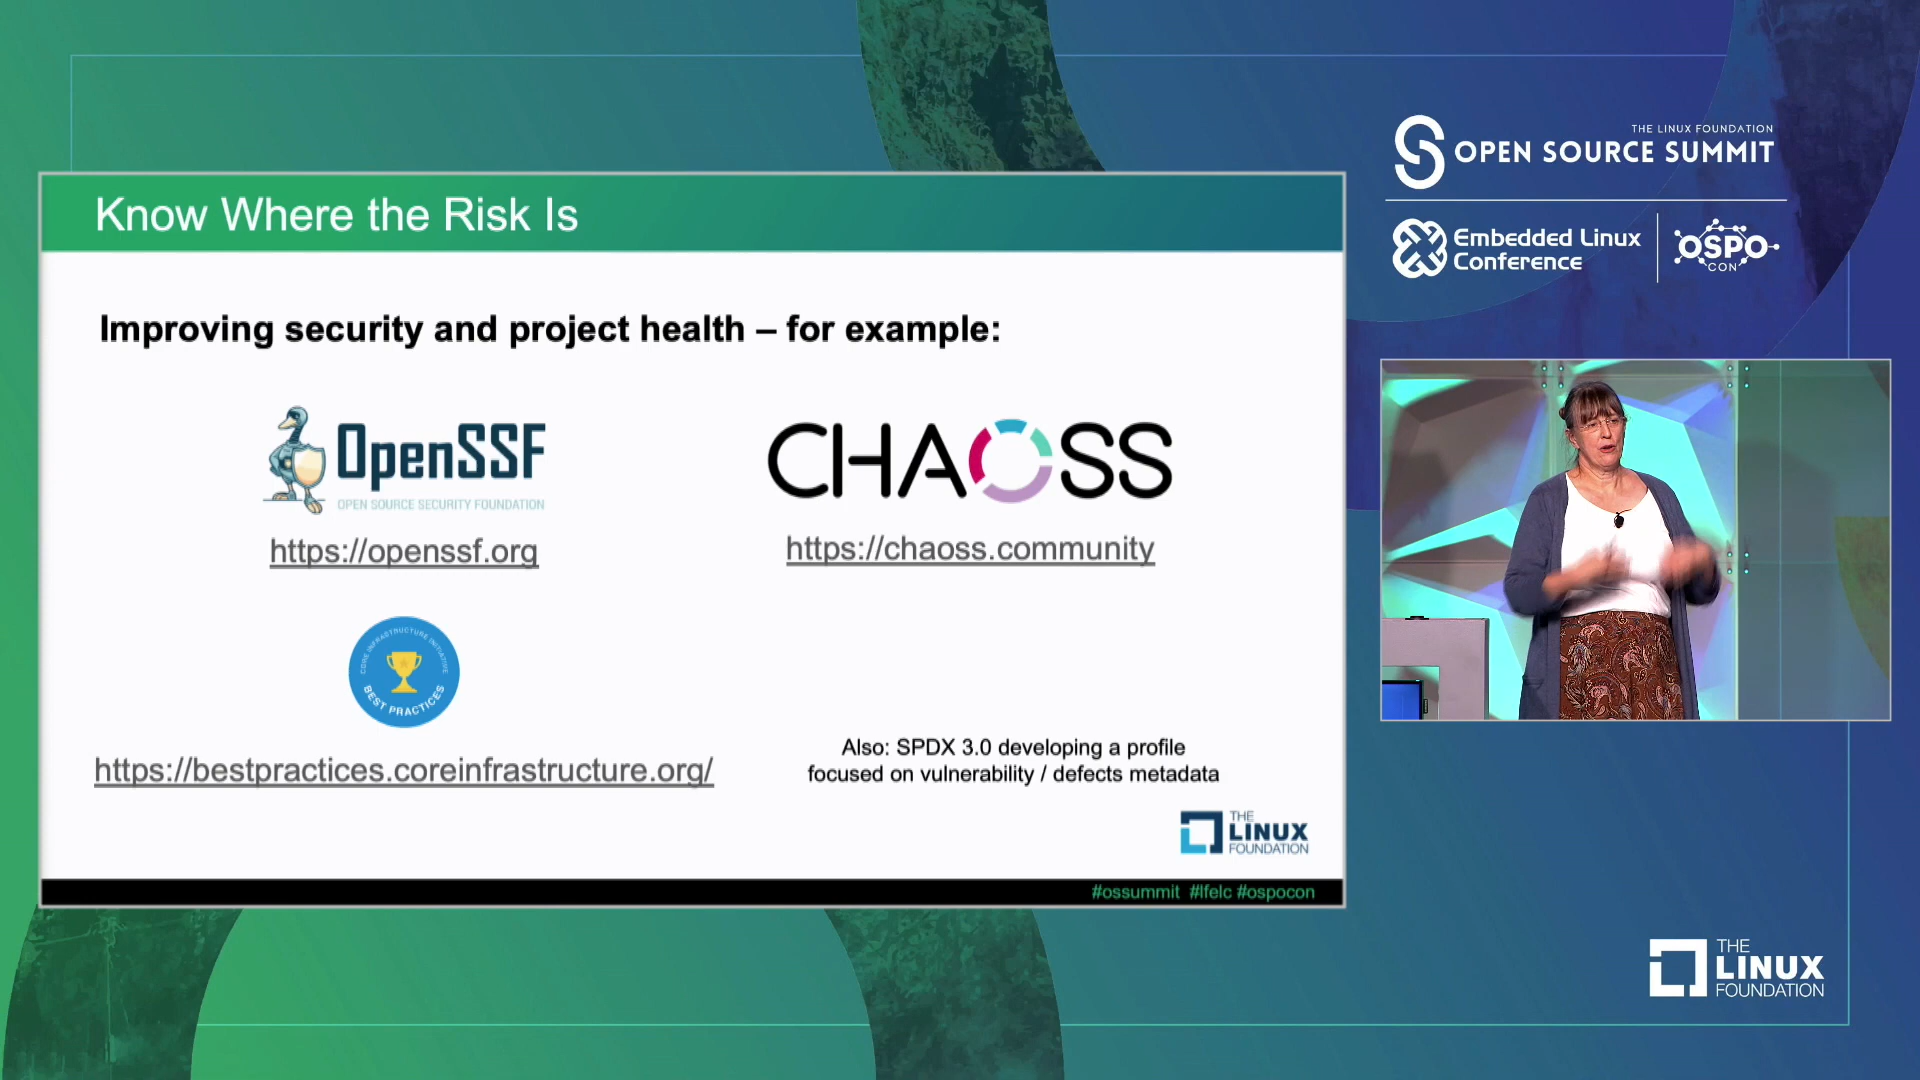 Know Where the Risk Is
Improving security and project health – for example:
OpenSSF
OPEN SOURCE SECURITY FOUNDATION
https://openssf.org
CHAOSS
https://chaoss.community
CORE INFRASTRUCTURE INITIATIVE
BEST PRACTICES
https://bestpractices.coreinfrastructure.org/
Also: SPDX 3.0 developing a profile
focused on vulnerability / defects metadata
THE
LINUX
FOUNDATION
#ossummit #lfelc #ospocon
THE LINUX FOUNDATION
OPEN SOURCE SUMMIT
Embedded Linux
Conference
OSPO
CON
THE
LINUX
FOUNDATION